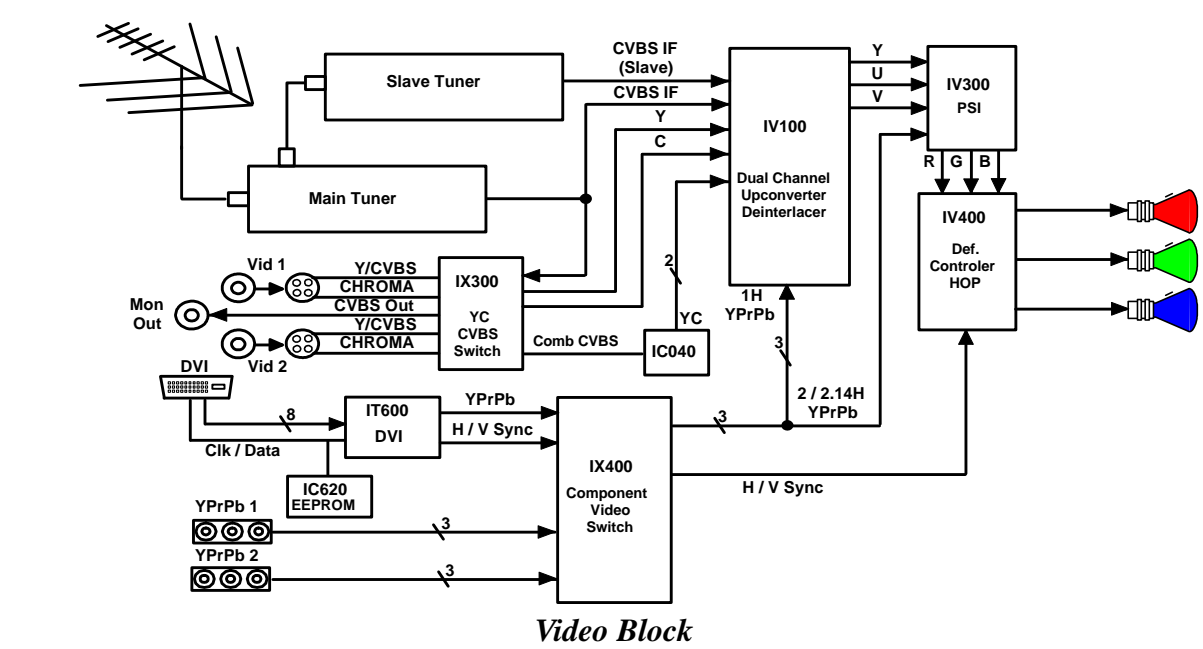 CVBS IF
(Slave)
Slave Tuner
CVBS IF
Y
C
Main Tuner
IV100
Dual Channel
Upconverter
Deinterlacer
Y
U
V
IV300
PSI
R G B
IV400
Def.
Controler
HOP
Vid 1
Y/CVBS
CHROMA
CVBS Out
Mon
Out
Y/CVBS
CHROMA
Vid 2
IX300
YC
CVBS
Switch
Comb CVBS
2
YC
IC040
1H
YPrPb
3
2 / 2.14H
YPrPb
DVI
8
Clk / Data
IT600
DVI
YPrPb
H / V Sync
IC620
EEPROM
IX400
Component
Video
Switch
3
H / V Sync
YPrPb 1
3
YPrPb 2
3
Video Block